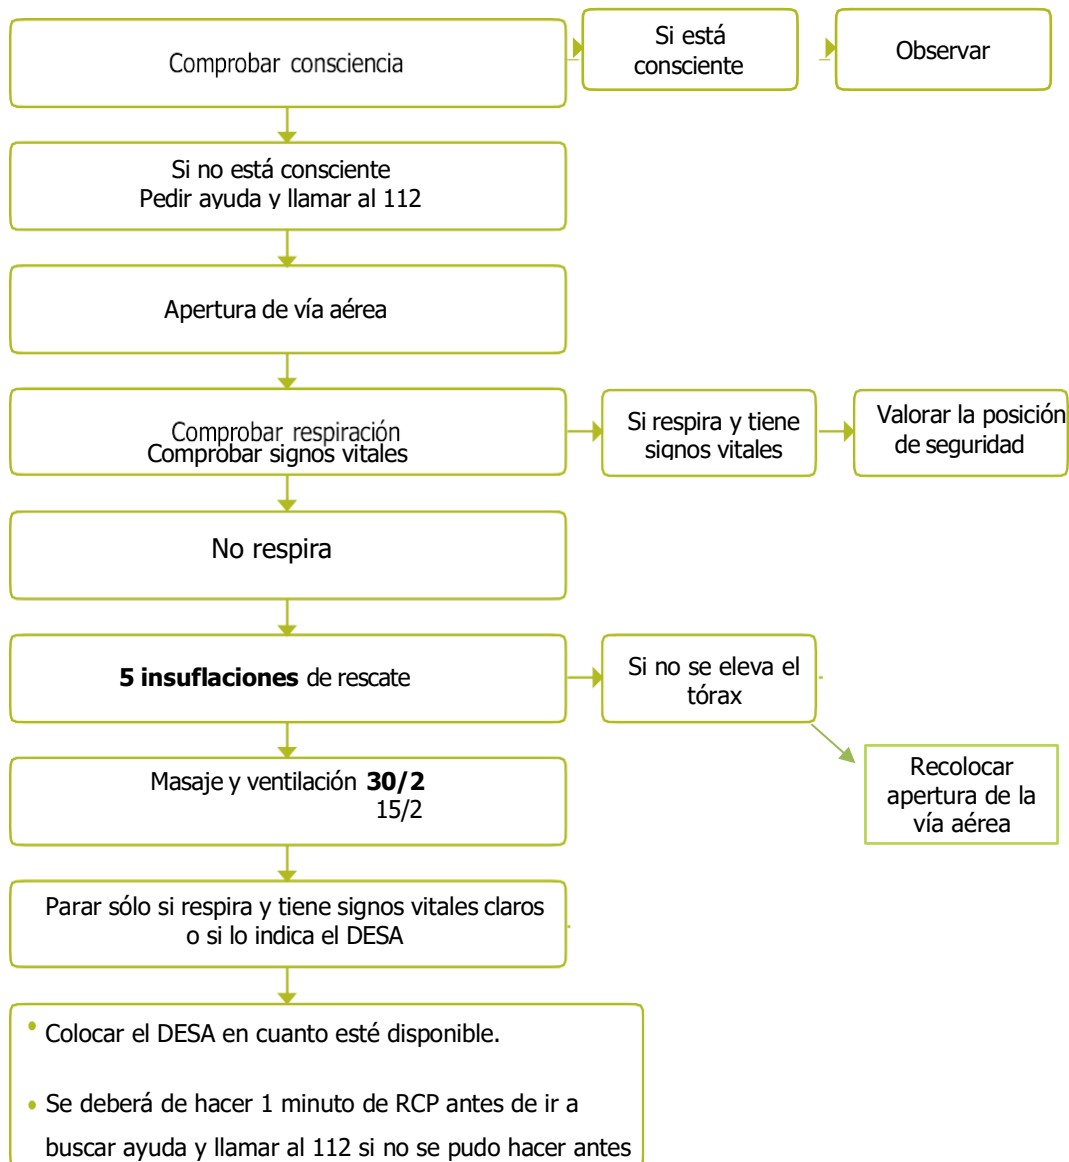 Comprobar consciencia
Si está
consciente
Observar
Si no está consciente
Pedir ayuda y llamar al 112
Apertura de vía aérea
Comprobar respiración
Comprobar signos vitales
Si respira y tiene
signos vitales
Valorar la posición
de seguridad
No respira
5 insuflaciones de rescate
Si no se eleva el
tórax
Recolocar
apertura de la
vía aérea
Masaje y ventilación 30/2
15/2
Parar sólo si respira y tiene signos vitales claros
o si lo indica el DESA
• Colocar el DESA en cuanto esté disponible.
• Se deberá de hacer 1 minuto de RCP antes de ir a
buscar ayuda y llamar al 112 si no se pudo hacer antes